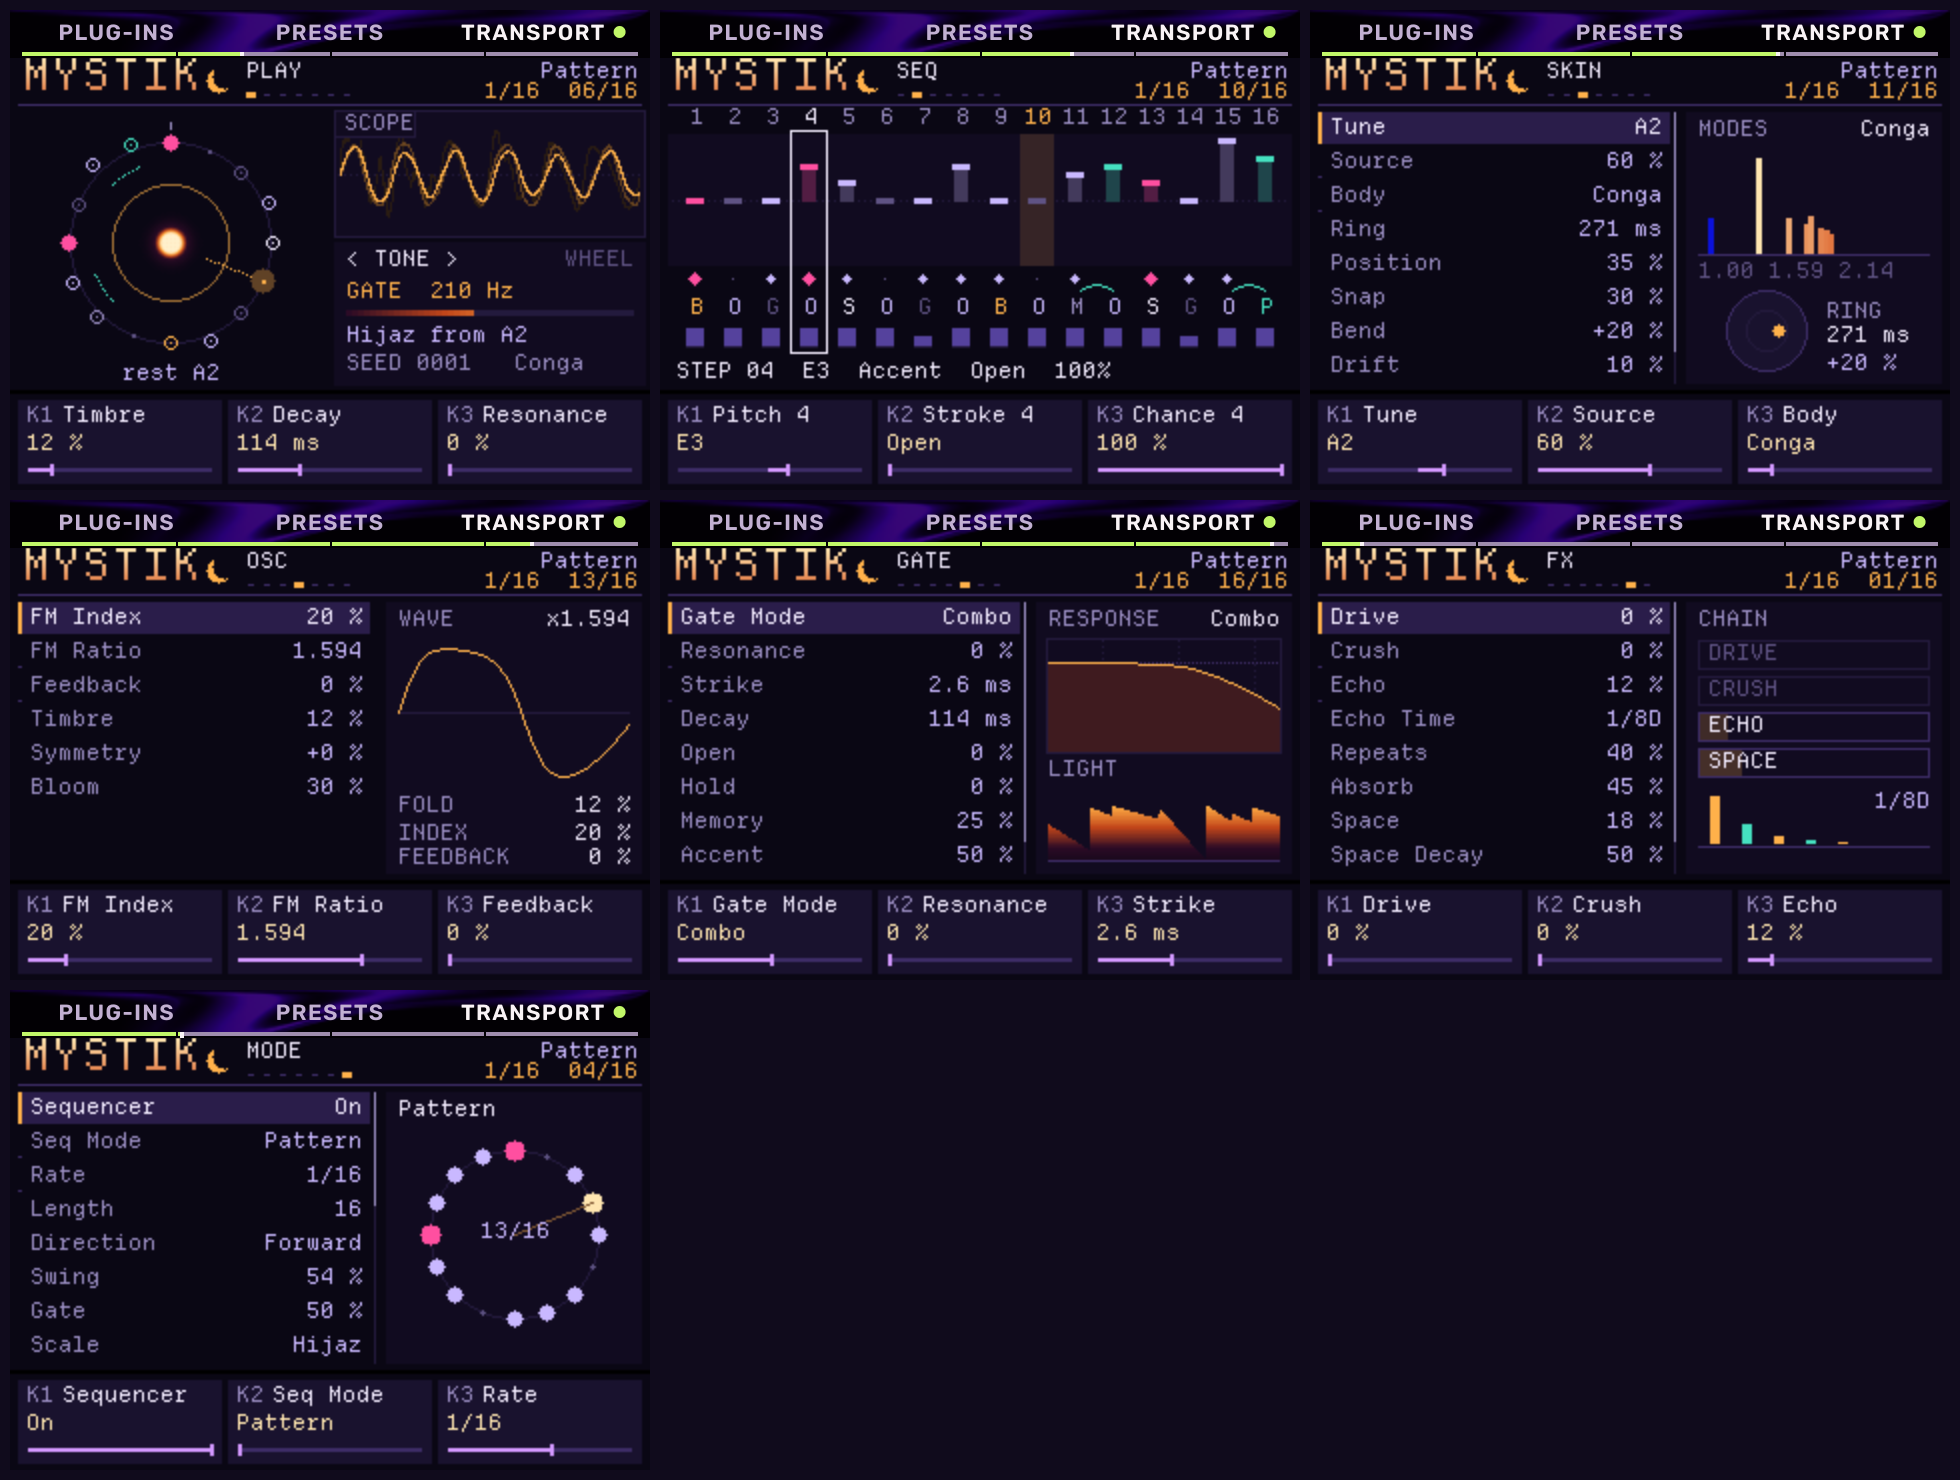 PLUG-INS PRESETS TRANSPORT
MYSTIK PLAY Pattern
1/16 06/16
SCOPE
< TONE > WHEEL
GATE 210 Hz
Hijaz from A2
SEED 0001 Conga
rest A2
K1 Timbre K2 Decay K3 Resonance
12 % 114 ms 0 %
PLUG-INS PRESETS TRANSPORT
MYSTIK SEQ Pattern
1/16 10/16
1 2 3 4 5 6 7 8 9 10 11 12 13 14 15 16
B O G O S O G O B O M O S G O P
STEP 04 E3 Accent Open 100%
K1 Pitch 4 K2 Stroke 4 K3 Chance 4
E3 Open 100 %
PLUG-INS PRESETS TRANSPORT
MYSTIK SKIN Pattern
1/16 11/16
Tune A2
Source 60 %
Body Conga
Ring 271 ms
Position 35 %
Snap 30 %
Bend +20 %
Drift 10 %
MODES Conga
1.00 1.59 2.14
RING
271 ms
+20 %
K1 Tune K2 Source K3 Body
A2 60 % Conga
PLUG-INS PRESETS TRANSPORT
MYSTIK OSC Pattern
1/16 13/16
FM Index 20 %
FM Ratio 1.594
Feedback 0 %
Timbre 12 %
Symmetry +0 %
Bloom 30 %
WAVE x1.594
FOLD 12 %
INDEX 20 %
FEEDBACK 0 %
K1 FM Index K2 FM Ratio K3 Feedback
20 % 1.594 0 %
PLUG-INS PRESETS TRANSPORT
MYSTIK GATE Pattern
1/16 16/16
Gate Mode Combo
Resonance 0 %
Strike 2.6 ms
Decay 114 ms
Open 0 %
Hold 0 %
Memory 25 %
Accent 50 %
RESPONSE Combo
LIGHT
K1 Gate Mode K2 Resonance K3 Strike
Combo 0 % 2.6 ms
PLUG-INS PRESETS TRANSPORT
MYSTIK FX Pattern
1/16 01/16
Drive 0 %
Crush 0 %
Echo 12 %
Echo Time 1/8D
Repeats 40 %
Absorb 45 %
Space 18 %
Space Decay 50 %
CHAIN
DRIVE
CRUSH
ECHO
SPACE
1/8D
K1 Drive K2 Crush K3 Echo
0 % 0 % 12 %
PLUG-INS PRESETS TRANSPORT
MYSTIK MODE Pattern
1/16 04/16
Sequencer On
Seq Mode Pattern
Rate 1/16
Length 16
Direction Forward
Swing 54 %
Gate 50 %
Scale Hijaz
Pattern
13/16
K1 Sequencer K2 Seq Mode K3 Rate
On Pattern 1/16